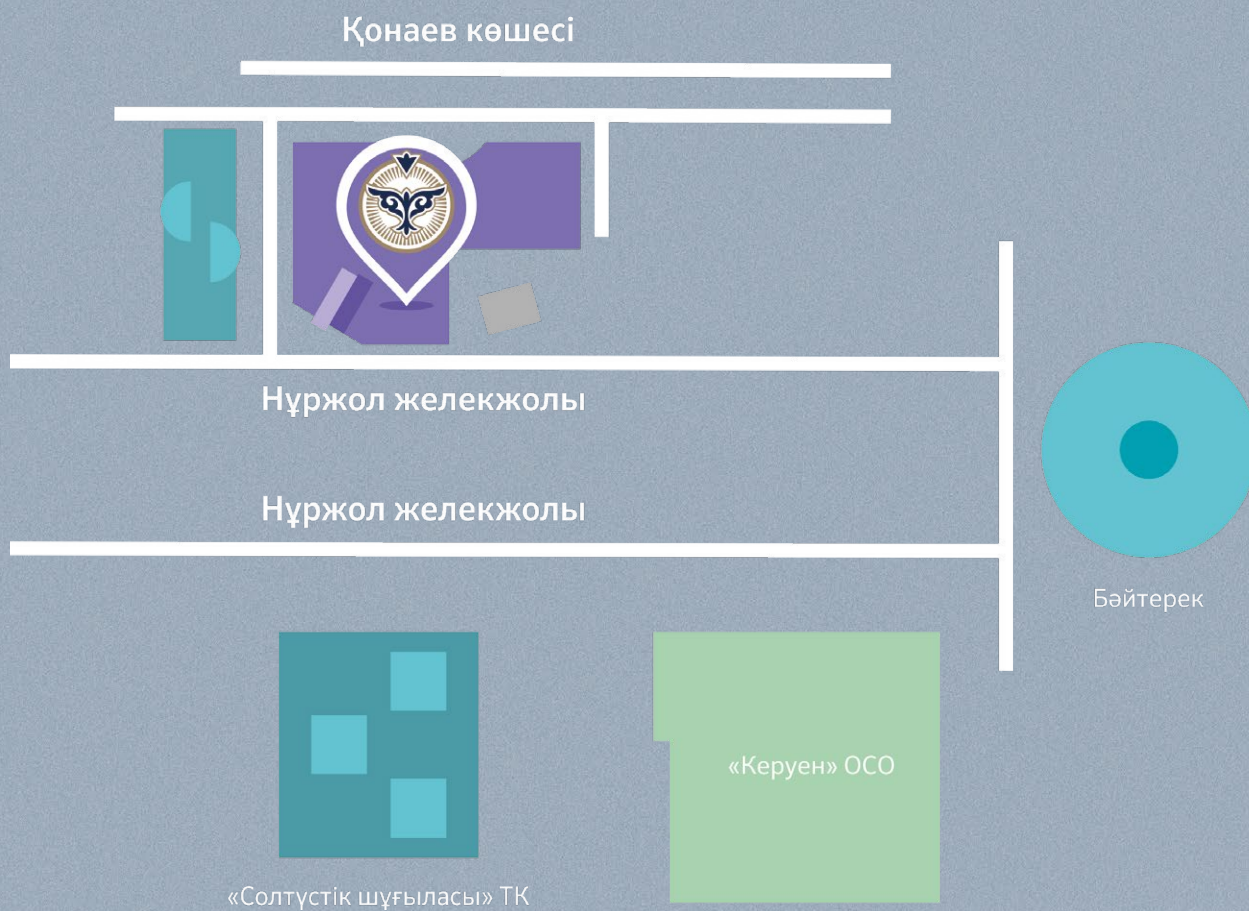 Қонаев көшесі
Нұржол желекжолы
Нұржол желекжолы
Бәйтерек
«Керуен» ОСО
«Солтүстік шұғыласы» ТК